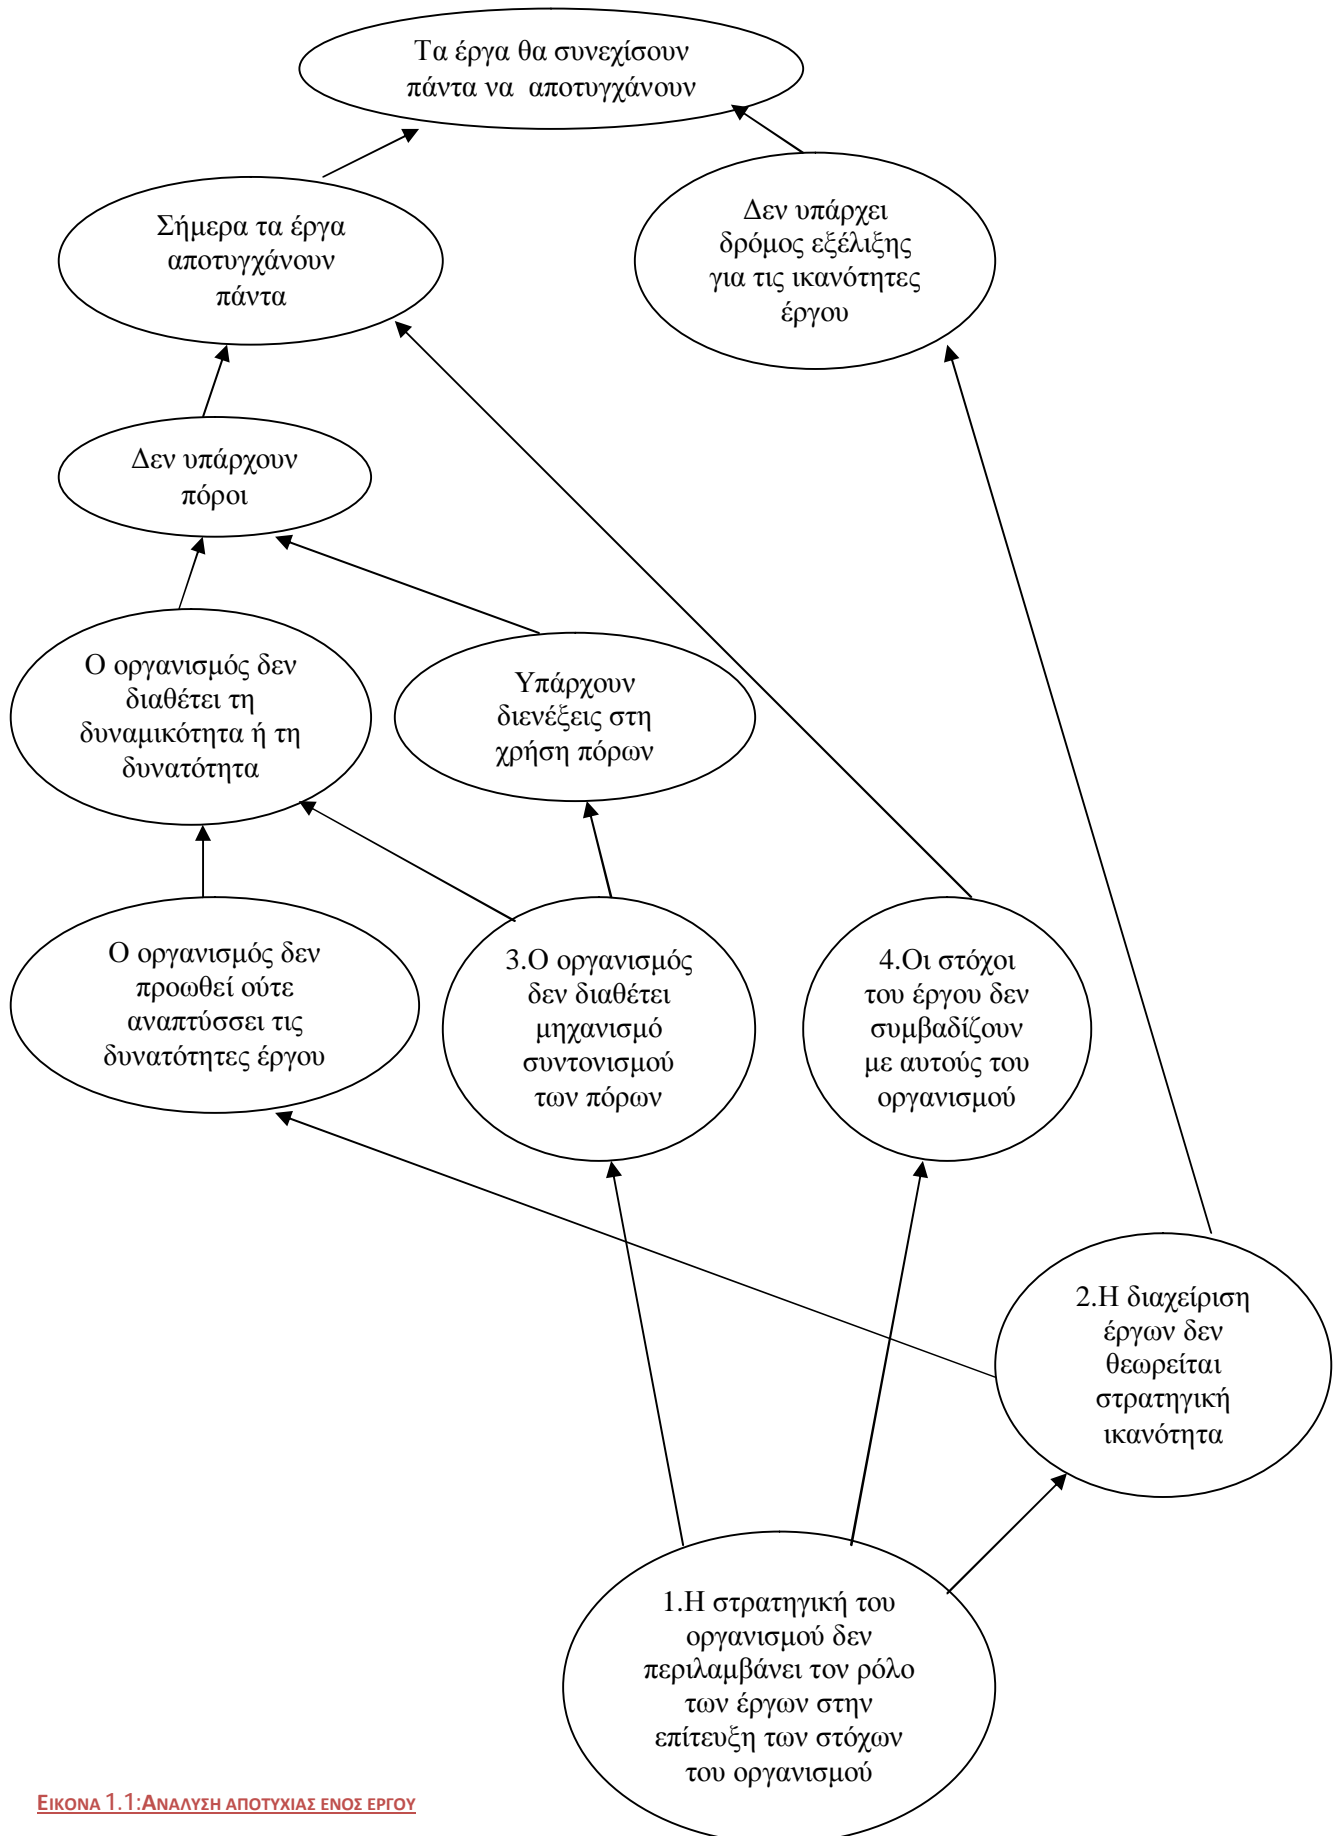 Τα έργα θα συνεχίσουν
πάντα να αποτυγχάνουν
Σήμερα τα έργα
αποτυγχάνουν
πάντα
Δεν υπάρχει
δρόμος εξέλιξης
για τις ικανότητες
έργου
Δεν υπάρχουν
πόροι
Ο οργανισμός δεν
διαθέτει τη
δυναμικότητα ή τη
δυνατότητα
Υπάρχουν
διενέξεις στη
χρήση πόρων
Ο οργανισμός δεν
προωθεί ούτε
αναπτύσσει τις
δυνατότητες έργου
3.Ο οργανισμός
δεν διαθέτει
μηχανισμό
συντονισμού
των πόρων
4.Οι στόχοι
του έργου δεν
συμβαδίζουν
με αυτούς του
οργανισμού
2.Η διαχείριση
έργων δεν
θεωρείται
στρατηγική
ικανότητα
1.Η στρατηγική του
οργανισμού δεν
περιλαμβάνει τον ρόλο
των έργων στην
επίτευξη των στόχων
του οργανισμού
ΕΙΚΟΝΑ 1.1:ΑΝΑΛΥΣΗ ΑΠΟΤΥΧΙΑΣ ΕΝΟΣ ΕΡΓΟΥ